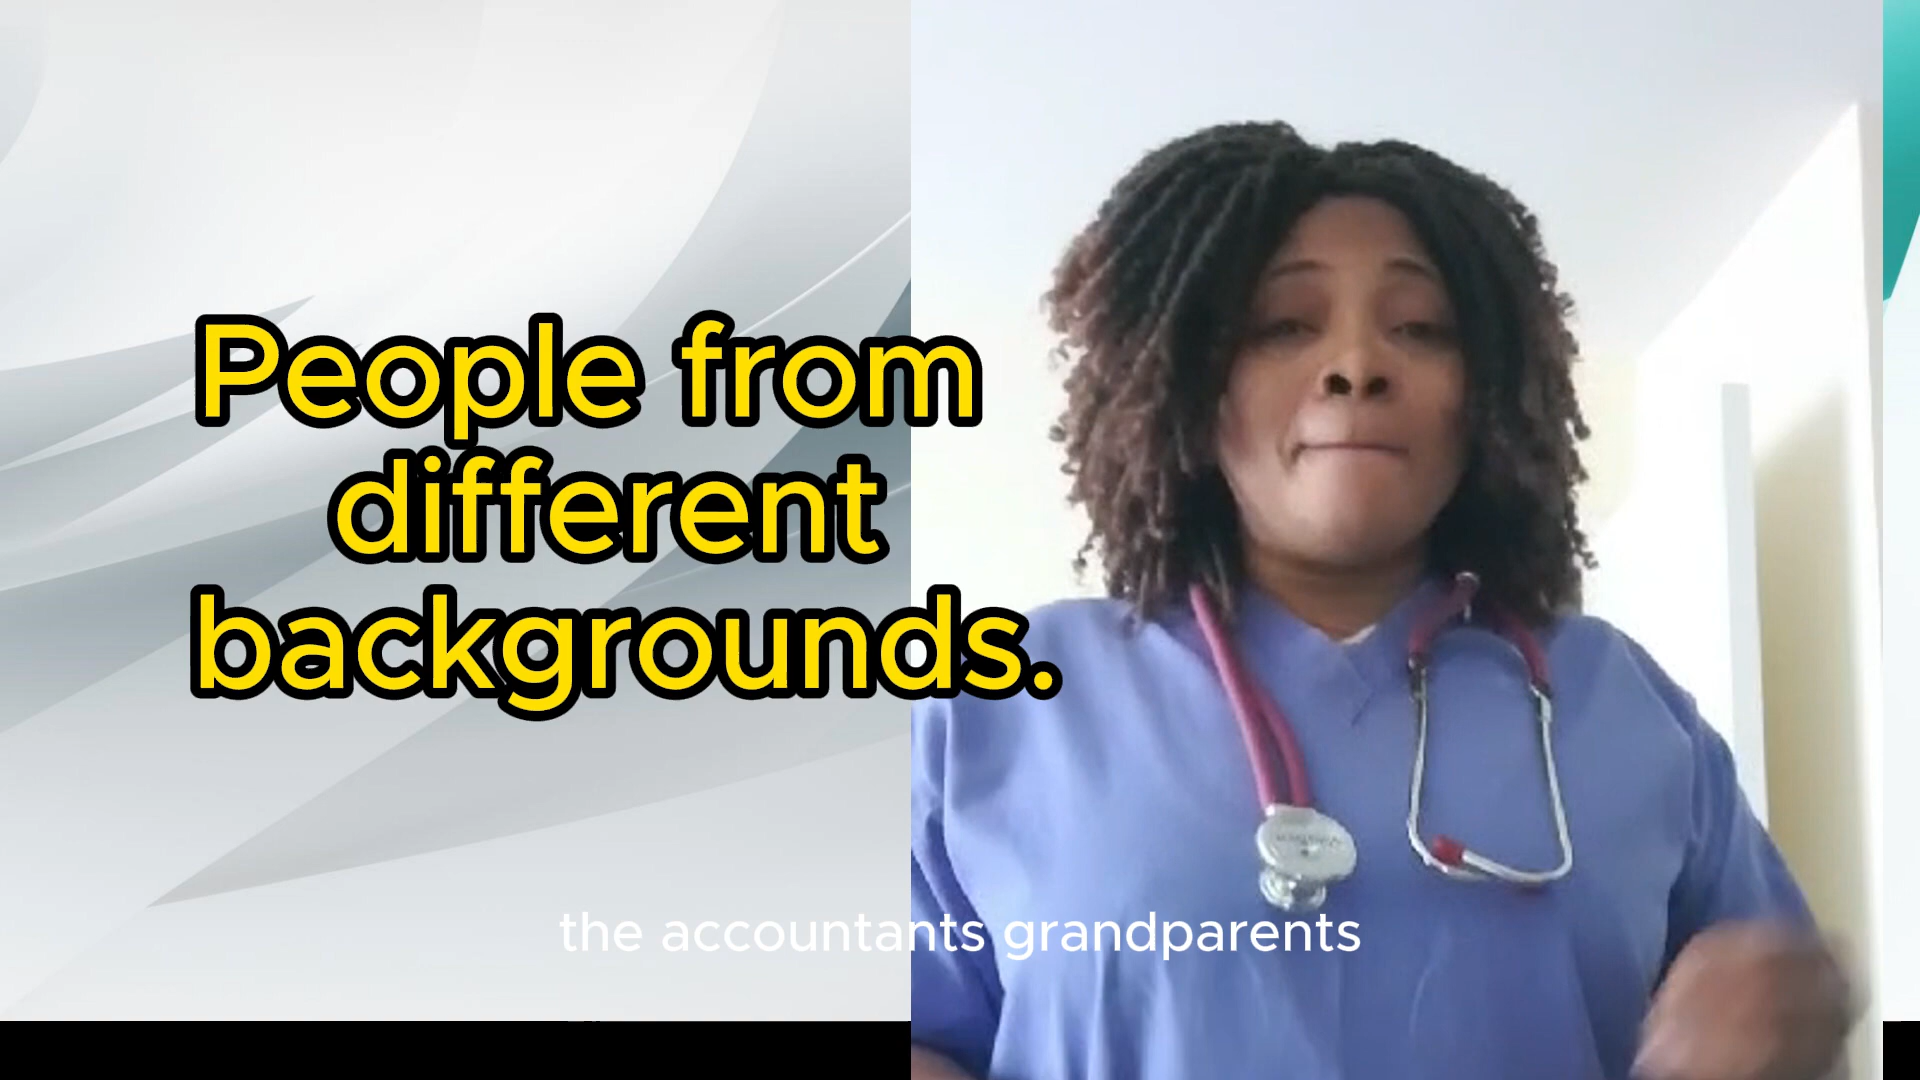 People from
different
backgrounds.
the accountants grandparents